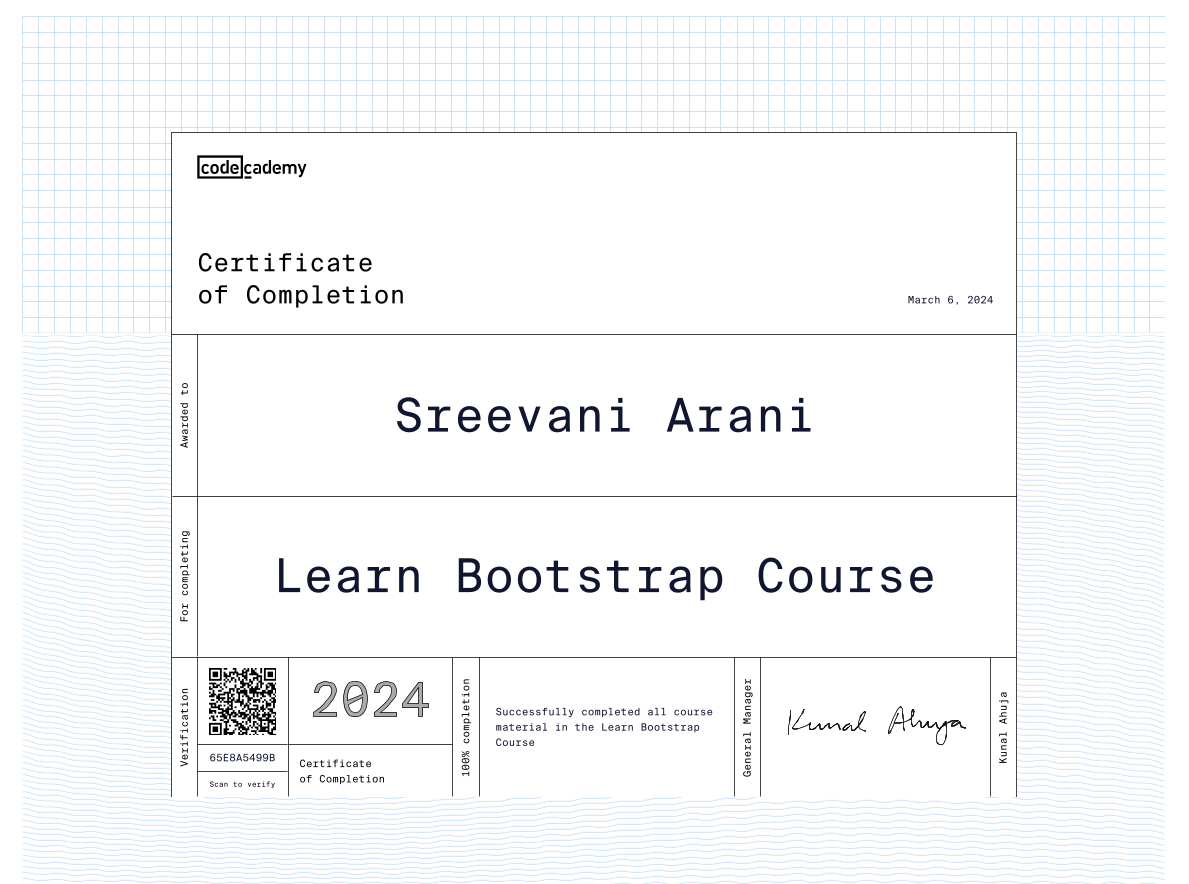 codecademy
Certificate
of Completion
March 6, 2024
Awarded to
Sreevani Arani
For completing
Learn Bootstrap Course
Verification
65E8A5499B
Scan to verify
2024
Certificate
of Completion
100% completion
Successfully completed all course
material in the Learn Bootstrap
Course
General Manager
Kunal Ahuja
Kunal Ahuja